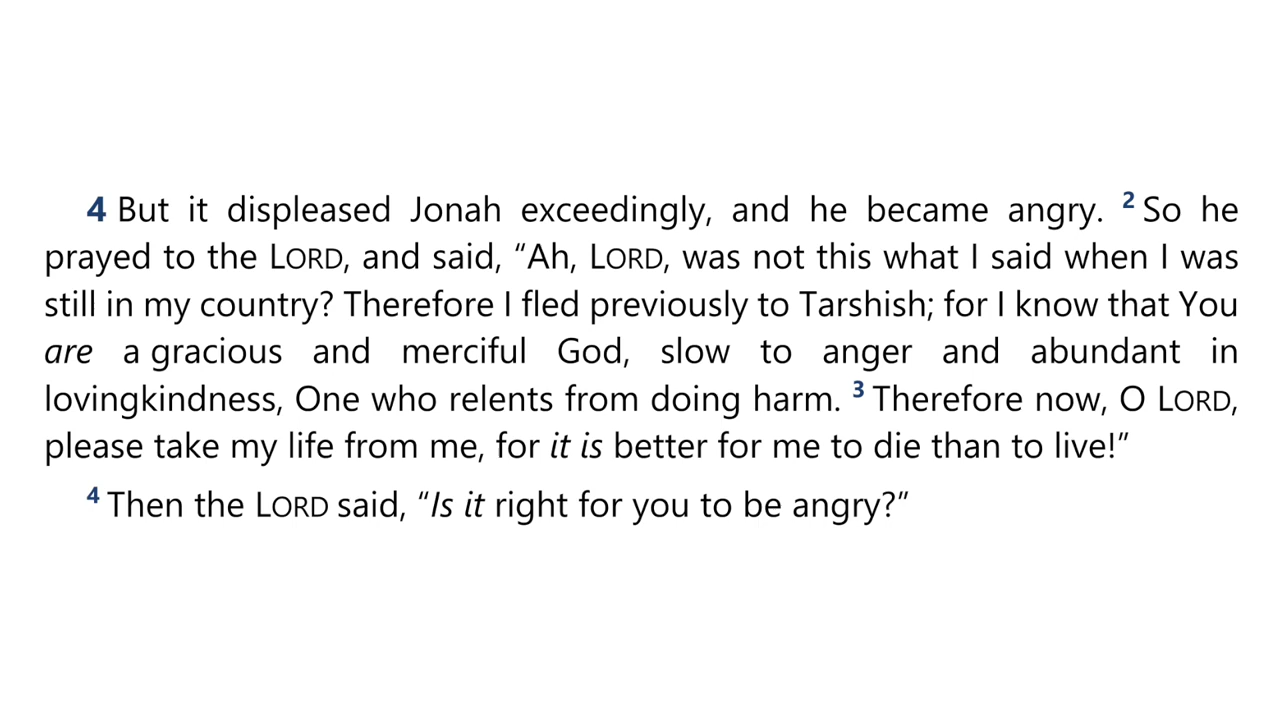 4 But it displeased Jonah exceedingly, and he became angry. 2 So he
prayed to the LORD, and said, “Ah, LORD, was not this what I said when I was
still in my country? Therefore I fled previously to Tarshish; for I know that You
are a gracious and merciful God, slow to anger and abundant in
lovingkindness, One who relents from doing harm. 3 Therefore now, O LORD,
please take my life from me, for it is better for me to die than to live!”
4 Then the LORD said, “Is it right for you to be angry?”